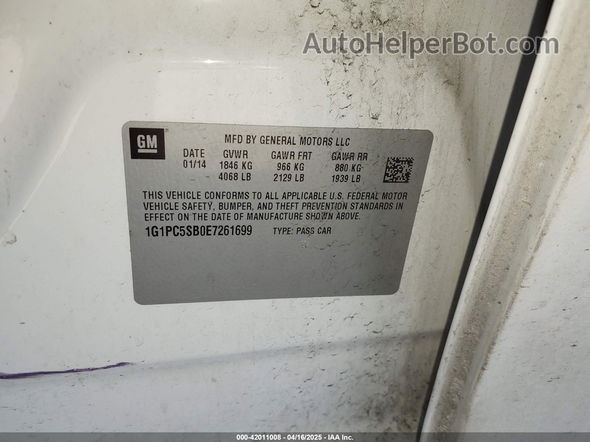 AutoHelperBot.com
GM
MFD BY GENERAL MOTORS LLC
DATE GVWR GAWR FRT GAWR RR
01/14 1846 KG 966 KG 880 KG
4068 LB 2129 LB 1939 LB
THIS VEHICLE CONFORMS TO ALL APPLICABLE U.S. FEDERAL MOTOR
VEHICLE SAFETY, BUMPER, AND THEFT PREVENTION STANDARDS IN
EFFECT ON THE DATE OF MANUFACTURE SHOWN ABOVE.
1G1PC5SB0E7261699 TYPE: PASS CAR
000-42011008 - 04/16/2025 - IAA Inc.